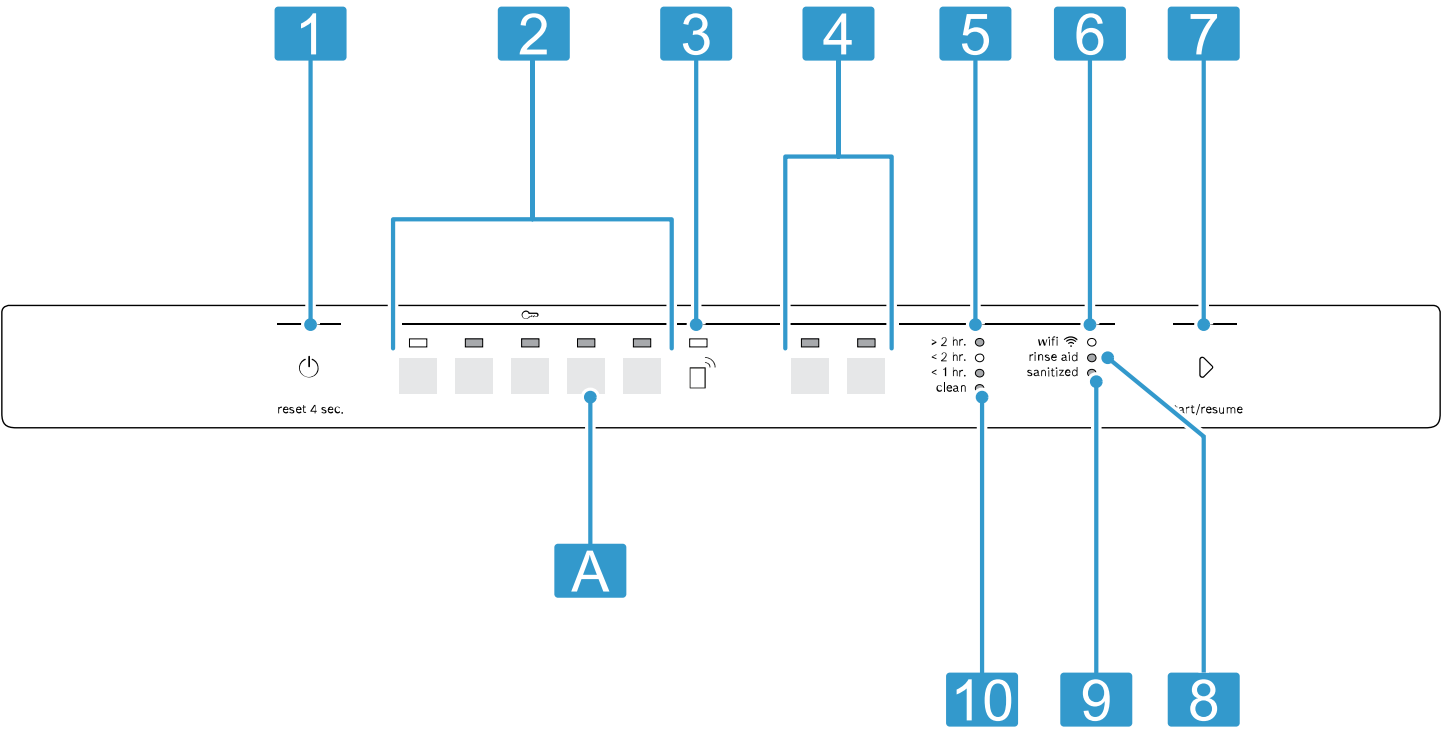 1 2 3 4 5 6 7
> 2 hr.
< 2 hr.
< 1 hr.
clean
wifi
rinse aid
sanitized
reset 4 sec.
art/resume
A
10 9 8